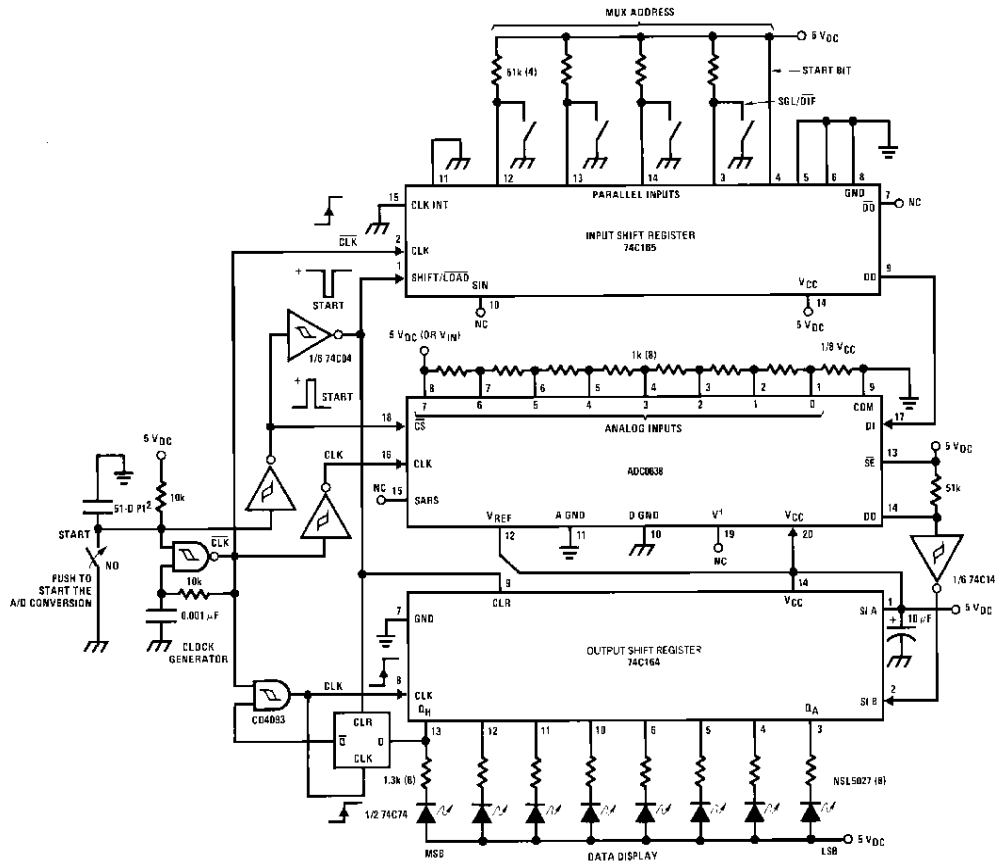 MUX ADDRESS
5 VDC
51k (4)
START BIT
SGL/DIF
11
12
13
14
3
4
5
6
8
PARALLEL INPUTS
GND
7
DO
NC
15
CLK INT
CLK
2
CLK
INPUT SHIFT REGISTER
74C165
1
SHIFT/LOAD
9
DO
SIN
10
NC
VCC
14
5 VDC
+
START
1/6 74C04
5 VDC (OR VIN)
1k (8)
1/8 VCC
START
8
7
6
5
4
3
2
1
9
7
6
5
4
3
2
1
0
COM
ANALOG INPUTS
18
CS
17
DI
CLK
16
CLK
ADC0838
13
SE
5 VDC
NC
15
SARS
51k
14
DO
VREF
12
A GND
11
D GND
10
V+
19
NC
VCC
20
1/6 74C14
5 VDC
10k
START
NO
CLK
PUSH TO
START THE
A/D CONVERSION
10k
0.001 µF
CLOCK
GENERATOR
9
CLR
14
VCC
7
GND
1
SI A
5 VDC
+
10 µF
OUTPUT SHIFT REGISTER
74C164
CLK
8
CLK
2
SI B
QH
QA
CD4093
CLR
Q
D
CLK
13
12
11
10
6
5
4
3
1.3k (8)
NSL5027 (8)
1/2 74C74
MSB
DATA DISPLAY
LSB
5 VDC